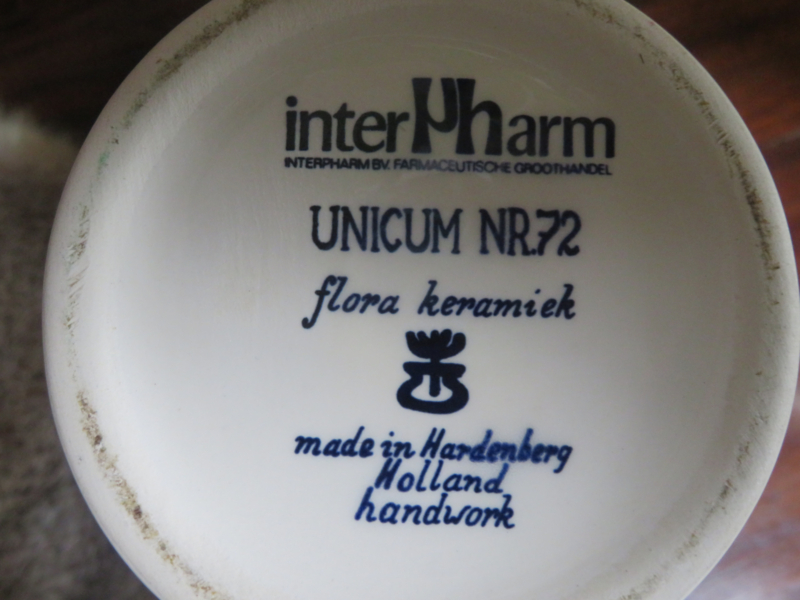 interpharm
INTERPHARM BV. FARMACEUTISCHE GROOTHANDEL
UNICUM NR.72
flora keramiek
made in Hardenberg
Holland
handwork